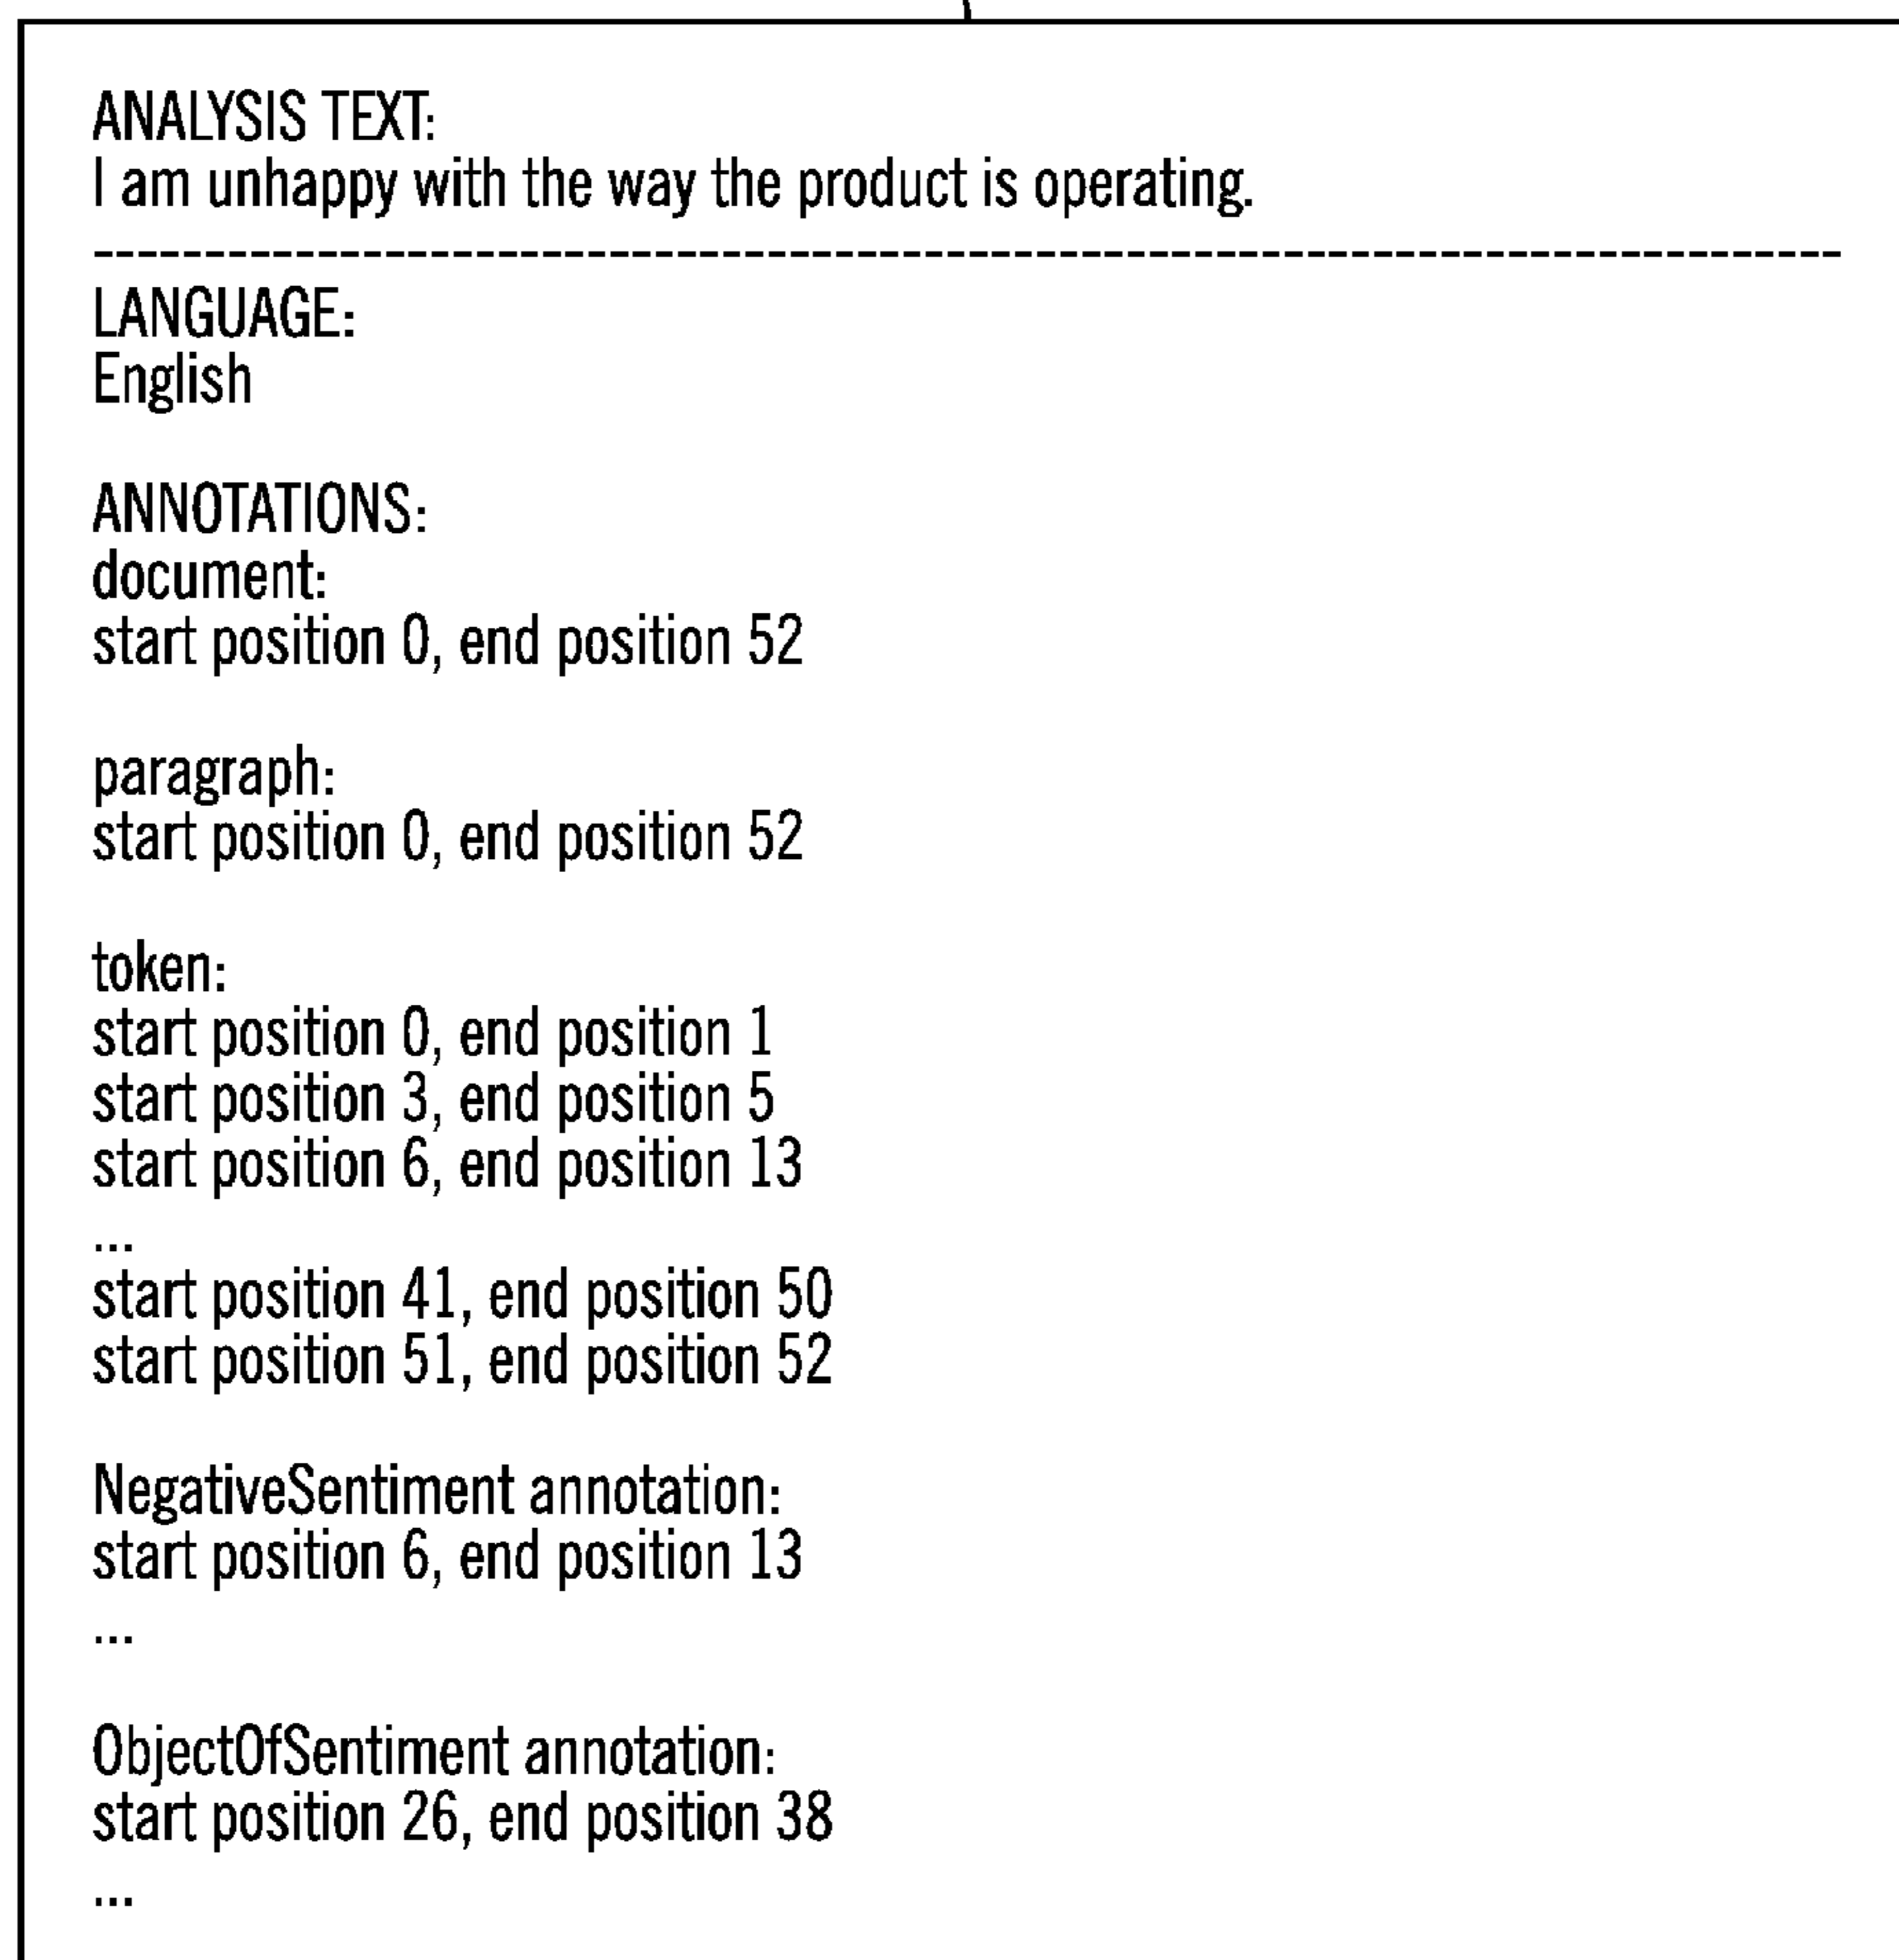 ANALYSIS TEXT:
I am unhappy with the way the product is operating.
--------------------------------------------------------------------------------
LANGUAGE:
English
ANNOTATIONS:
document:
start position 0, end position 52
paragraph:
start position 0, end position 52
token:
start position 0, end position 1
start position 3, end position 5
start position 6, end position 13
...
start position 41, end position 50
start position 51, end position 52
NegativeSentiment annotation:
start position 6, end position 13
...
ObjectOfSentiment annotation:
start position 26, end position 38
...